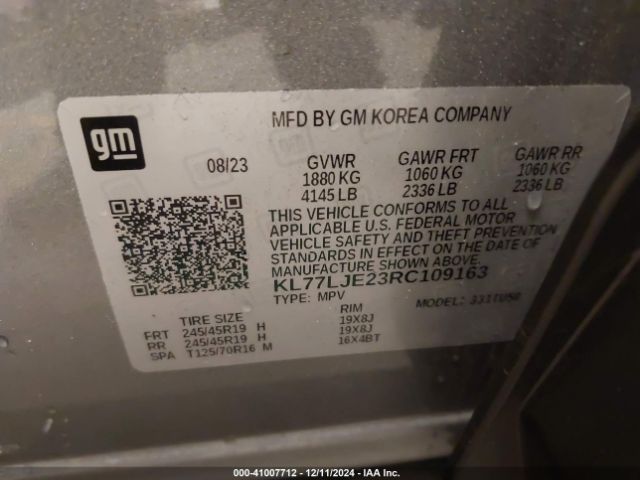 gm
MFD BY GM KOREA COMPANY
08/23 GVWR GAWR FRT GAWR RR
1880 KG 1060 KG 1060 KG
4145 LB 2336 LB 2336 LB
THIS VEHICLE CONFORMS TO ALL
APPLICABLE U.S. FEDERAL MOTOR
VEHICLE SAFETY AND THEFT PREVENTION
STANDARDS IN EFFECT ON THE DATE OF
MANUFACTURE SHOWN ABOVE.
KL77LJE23RC109163
TYPE: MPV MODEL:
TIRE SIZE RIM
FRT 245/45R19 H 19X8J
RR 245/45R19 H 19X8J
SPA T125/70R16 M 16X4BT
000-41007712 - 12/11/2024 - IAA Inc.